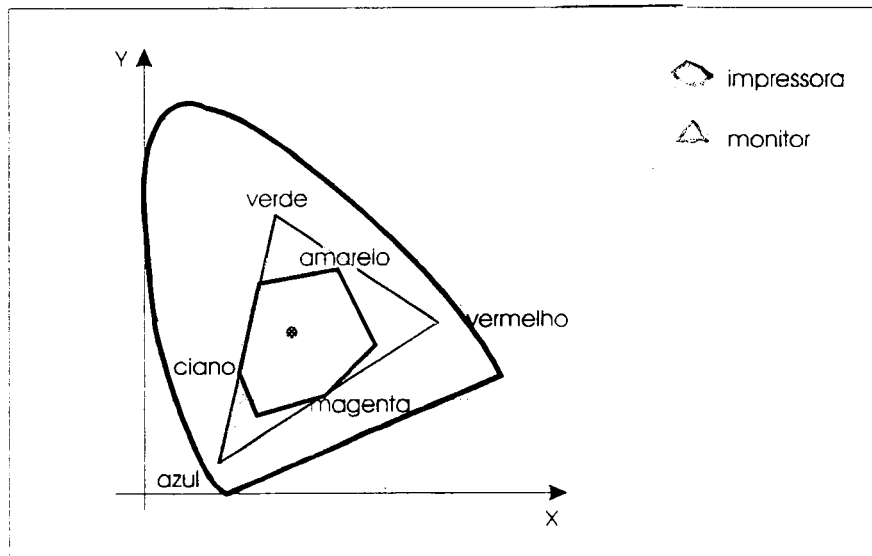 Y
impressora
monitor
verde
amarelo
vermelho
ciano
magenta
azul
X